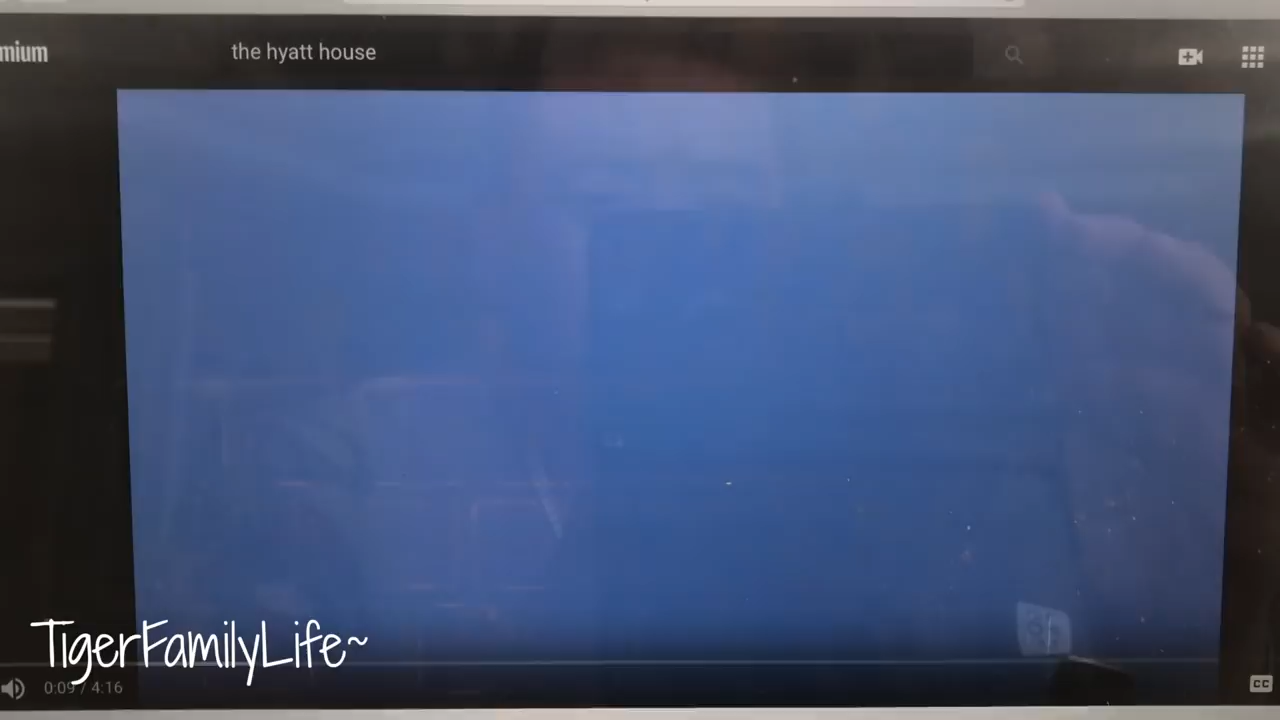 mium
the hyatt house
TigerFamilyLife~
0:09 / 4:16
CC